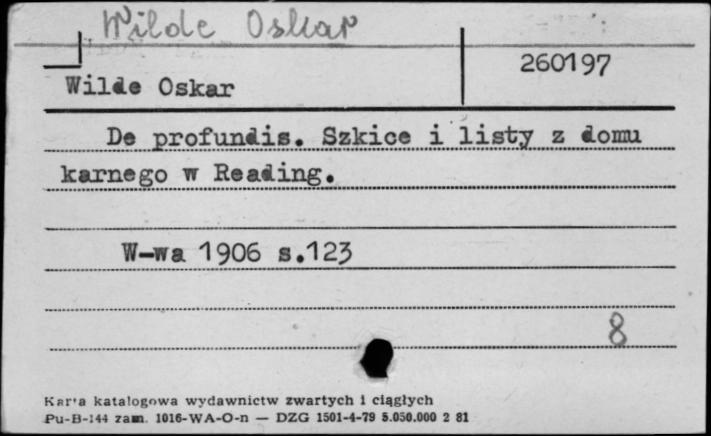 Wilde Oskar
260197
Wilde Oskar
De profundis. Szkice i listy z domu
karnego w Reading.
W-wa 1906 s.123
8
Karta katalogowa wydawnictw zwartych i ciągłych
Pu-B-144 zam. 1016-WA-O-n — DZG 1501-4-79 5.050.000 2 81